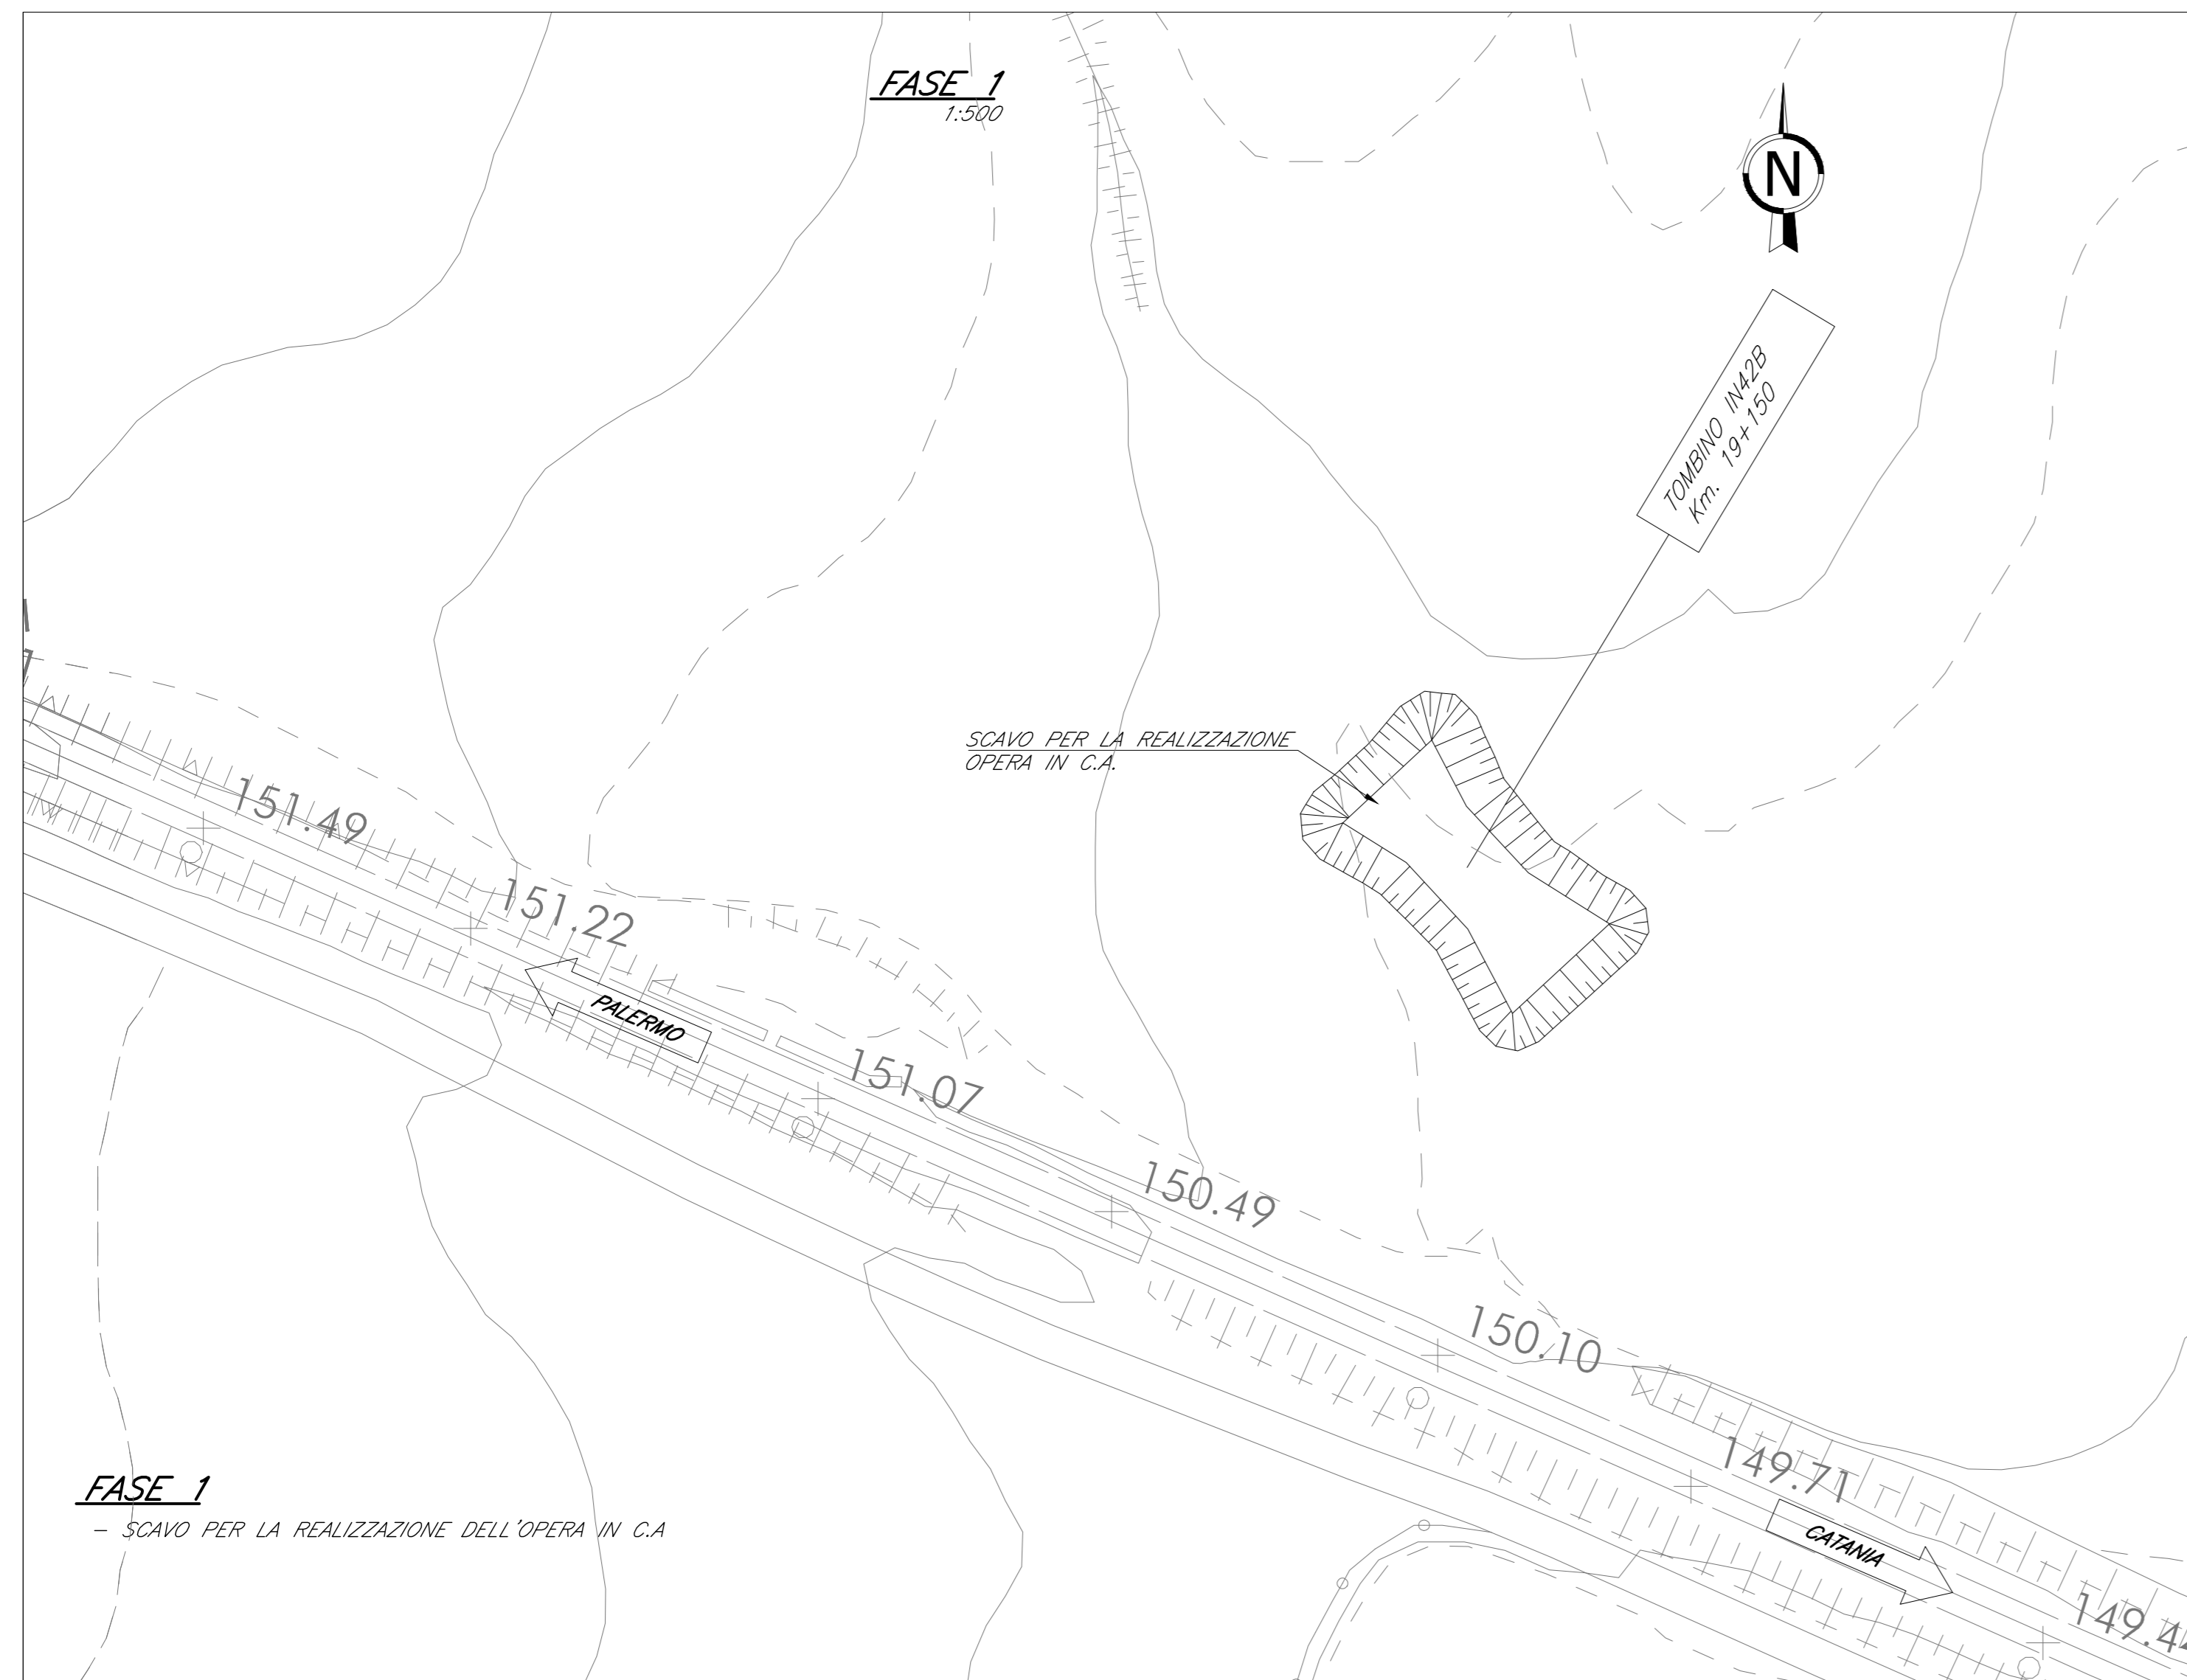 FASE 1
1:500
N
TOMBINO IN42B
Km. 19+150
SCAVO PER LA REALIZZAZIONE
OPERA IN C.A.
151.49
151.22
PALERMO
151.07
150.49
150.10
149.71
CATANIA
149.44
FASE 1
- SCAVO PER LA REALIZZAZIONE DELL'OPERA IN C.A